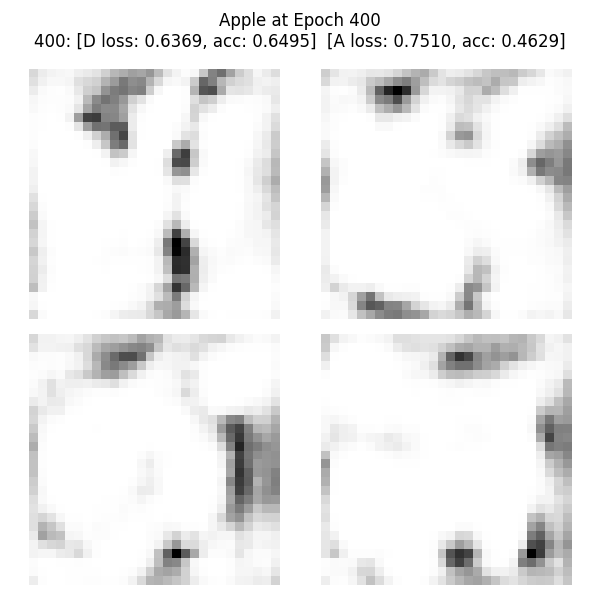 Apple at Epoch 400
400: [D loss: 0.6369, acc: 0.6495]  [A loss: 0.7510, acc: 0.4629]